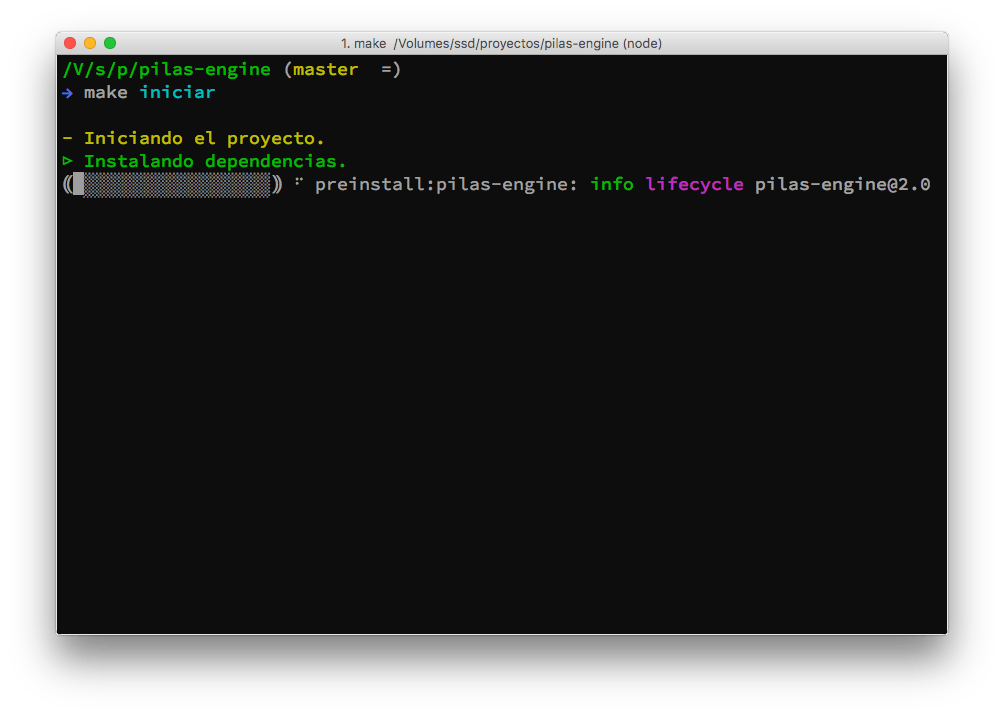 1. make /Volumes/ssd/proyectos/pilas-engine (node)
/V/s/p/pilas-engine (master =)
➔ make iniciar
- Iniciando el proyecto.
▹ Instalando dependencias.
⸨█░░░░░░░░░░░░░░░░░⸩ ⠋ preinstall:pilas-engine: info lifecycle pilas-engine@2.0